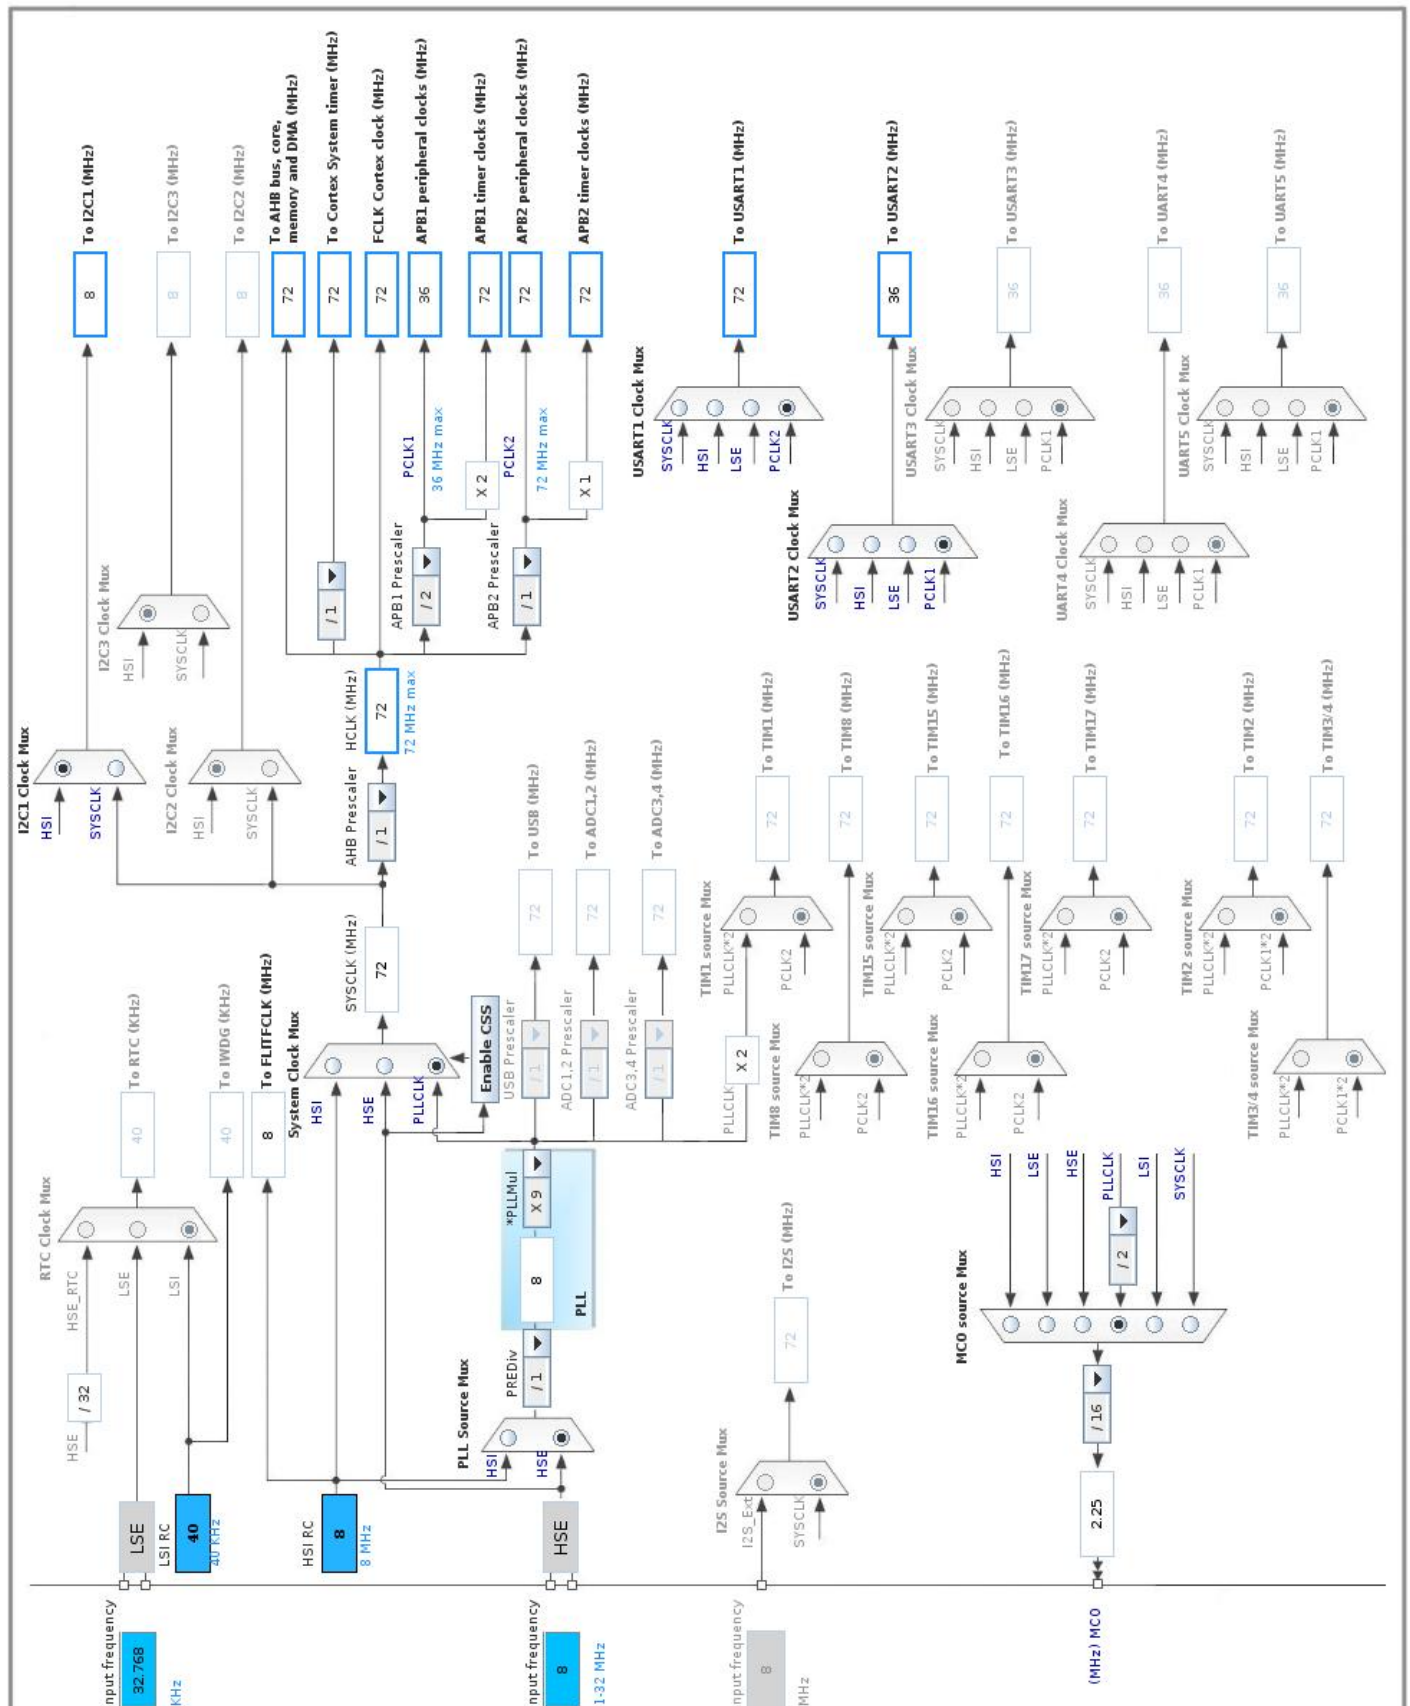 Input frequency
32.768
KHz
LSE
LSI RC
40
40 KHz
HSE
/ 32
HSE_RTC
LSE
LSI
RTC Clock Mux
40
To RTC (KHz)
40
To IWDG (KHz)
8
To FLITFCLK (MHz)
HSI RC
8
8 MHz
System Clock Mux
HSI
HSE
PLLCLK
Enable CSS
SYSCLK (MHz)
72
AHB Prescaler
/ 1
HCLK (MHz)
72
72 MHz max
I2C1 Clock Mux
HSI
SYSCLK
8
To I2C1 (MHz)
I2C3 Clock Mux
HSI
SYSCLK
8
To I2C3 (MHz)
I2C2 Clock Mux
HSI
SYSCLK
8
To I2C2 (MHz)
72
To AHB bus, core,
memory and DMA (MHz)
/ 1
72
To Cortex System timer (MHz)
72
FCLK Cortex clock (MHz)
APB1 Prescaler
/ 2
PCLK1
36 MHz max
36
APB1 peripheral clocks (MHz)
X 2
72
APB1 timer clocks (MHz)
APB2 Prescaler
/ 1
PCLK2
72 MHz max
72
APB2 peripheral clocks (MHz)
X 1
72
APB2 timer clocks (MHz)
Input frequency
8
1-32 MHz
HSE
PLL Source Mux
HSI
HSE
PREDiv
/ 1
8
*PLLMul
X 9
PLL
USB Prescaler
/ 1
72
To USB (MHz)
ADC1,2 Prescaler
/ 1
72
To ADC1,2 (MHz)
ADC3,4 Prescaler
/ 1
72
To ADC3,4 (MHz)
USART1 Clock Mux
SYSCLK
HSI
LSE
PCLK2
72
To USART1 (MHz)
USART2 Clock Mux
SYSCLK
HSI
LSE
PCLK1
36
To USART2 (MHz)
USART3 Clock Mux
SYSCLK
HSI
LSE
PCLK1
36
To USART3 (MHz)
UART4 Clock Mux
SYSCLK
HSI
LSE
PCLK1
36
To UART4 (MHz)
UART5 Clock Mux
SYSCLK
HSI
LSE
PCLK1
36
To UART5 (MHz)
PLLCLK
X 2
TIM1 source Mux
PLLCLK*2
PCLK2
72
To TIM1 (MHz)
TIM8 source Mux
PLLCLK*2
PCLK2
72
To TIM8 (MHz)
TIM15 source Mux
PLLCLK*2
PCLK2
72
To TIM15 (MHz)
TIM16 source Mux
PLLCLK*2
PCLK2
72
To TIM16 (MHz)
TIM17 source Mux
PLLCLK*2
PCLK2
72
To TIM17 (MHz)
TIM2 source Mux
PLLCLK*2
PCLK1*2
72
To TIM2 (MHz)
TIM3/4 source Mux
PLLCLK*2
PCLK1*2
72
To TIM3/4 (MHz)
Input frequency
8
MHz
I2S Source Mux
I2S_Ext
SYSCLK
72
To I2S (MHz)
(MHz) MCO
2.25
/ 16
MCO source Mux
HSI
LSE
HSE
PLLCLK
/ 2
LSI
SYSCLK